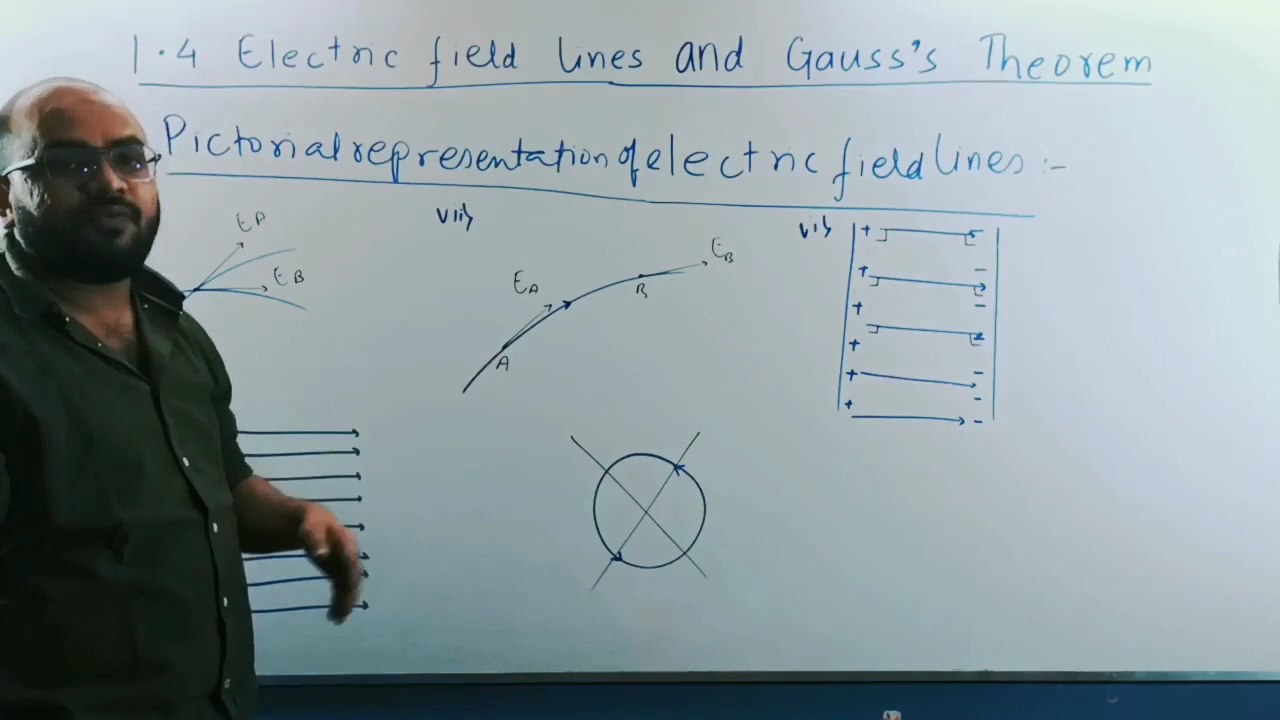 1.4 Electric field lines and Gauss's Theorem
Pictorial representation of electric field lines :-
EB
vii)
EA
A
B
EB
vi)
+ -
+ -
+ -
+ -
+ -
+ -